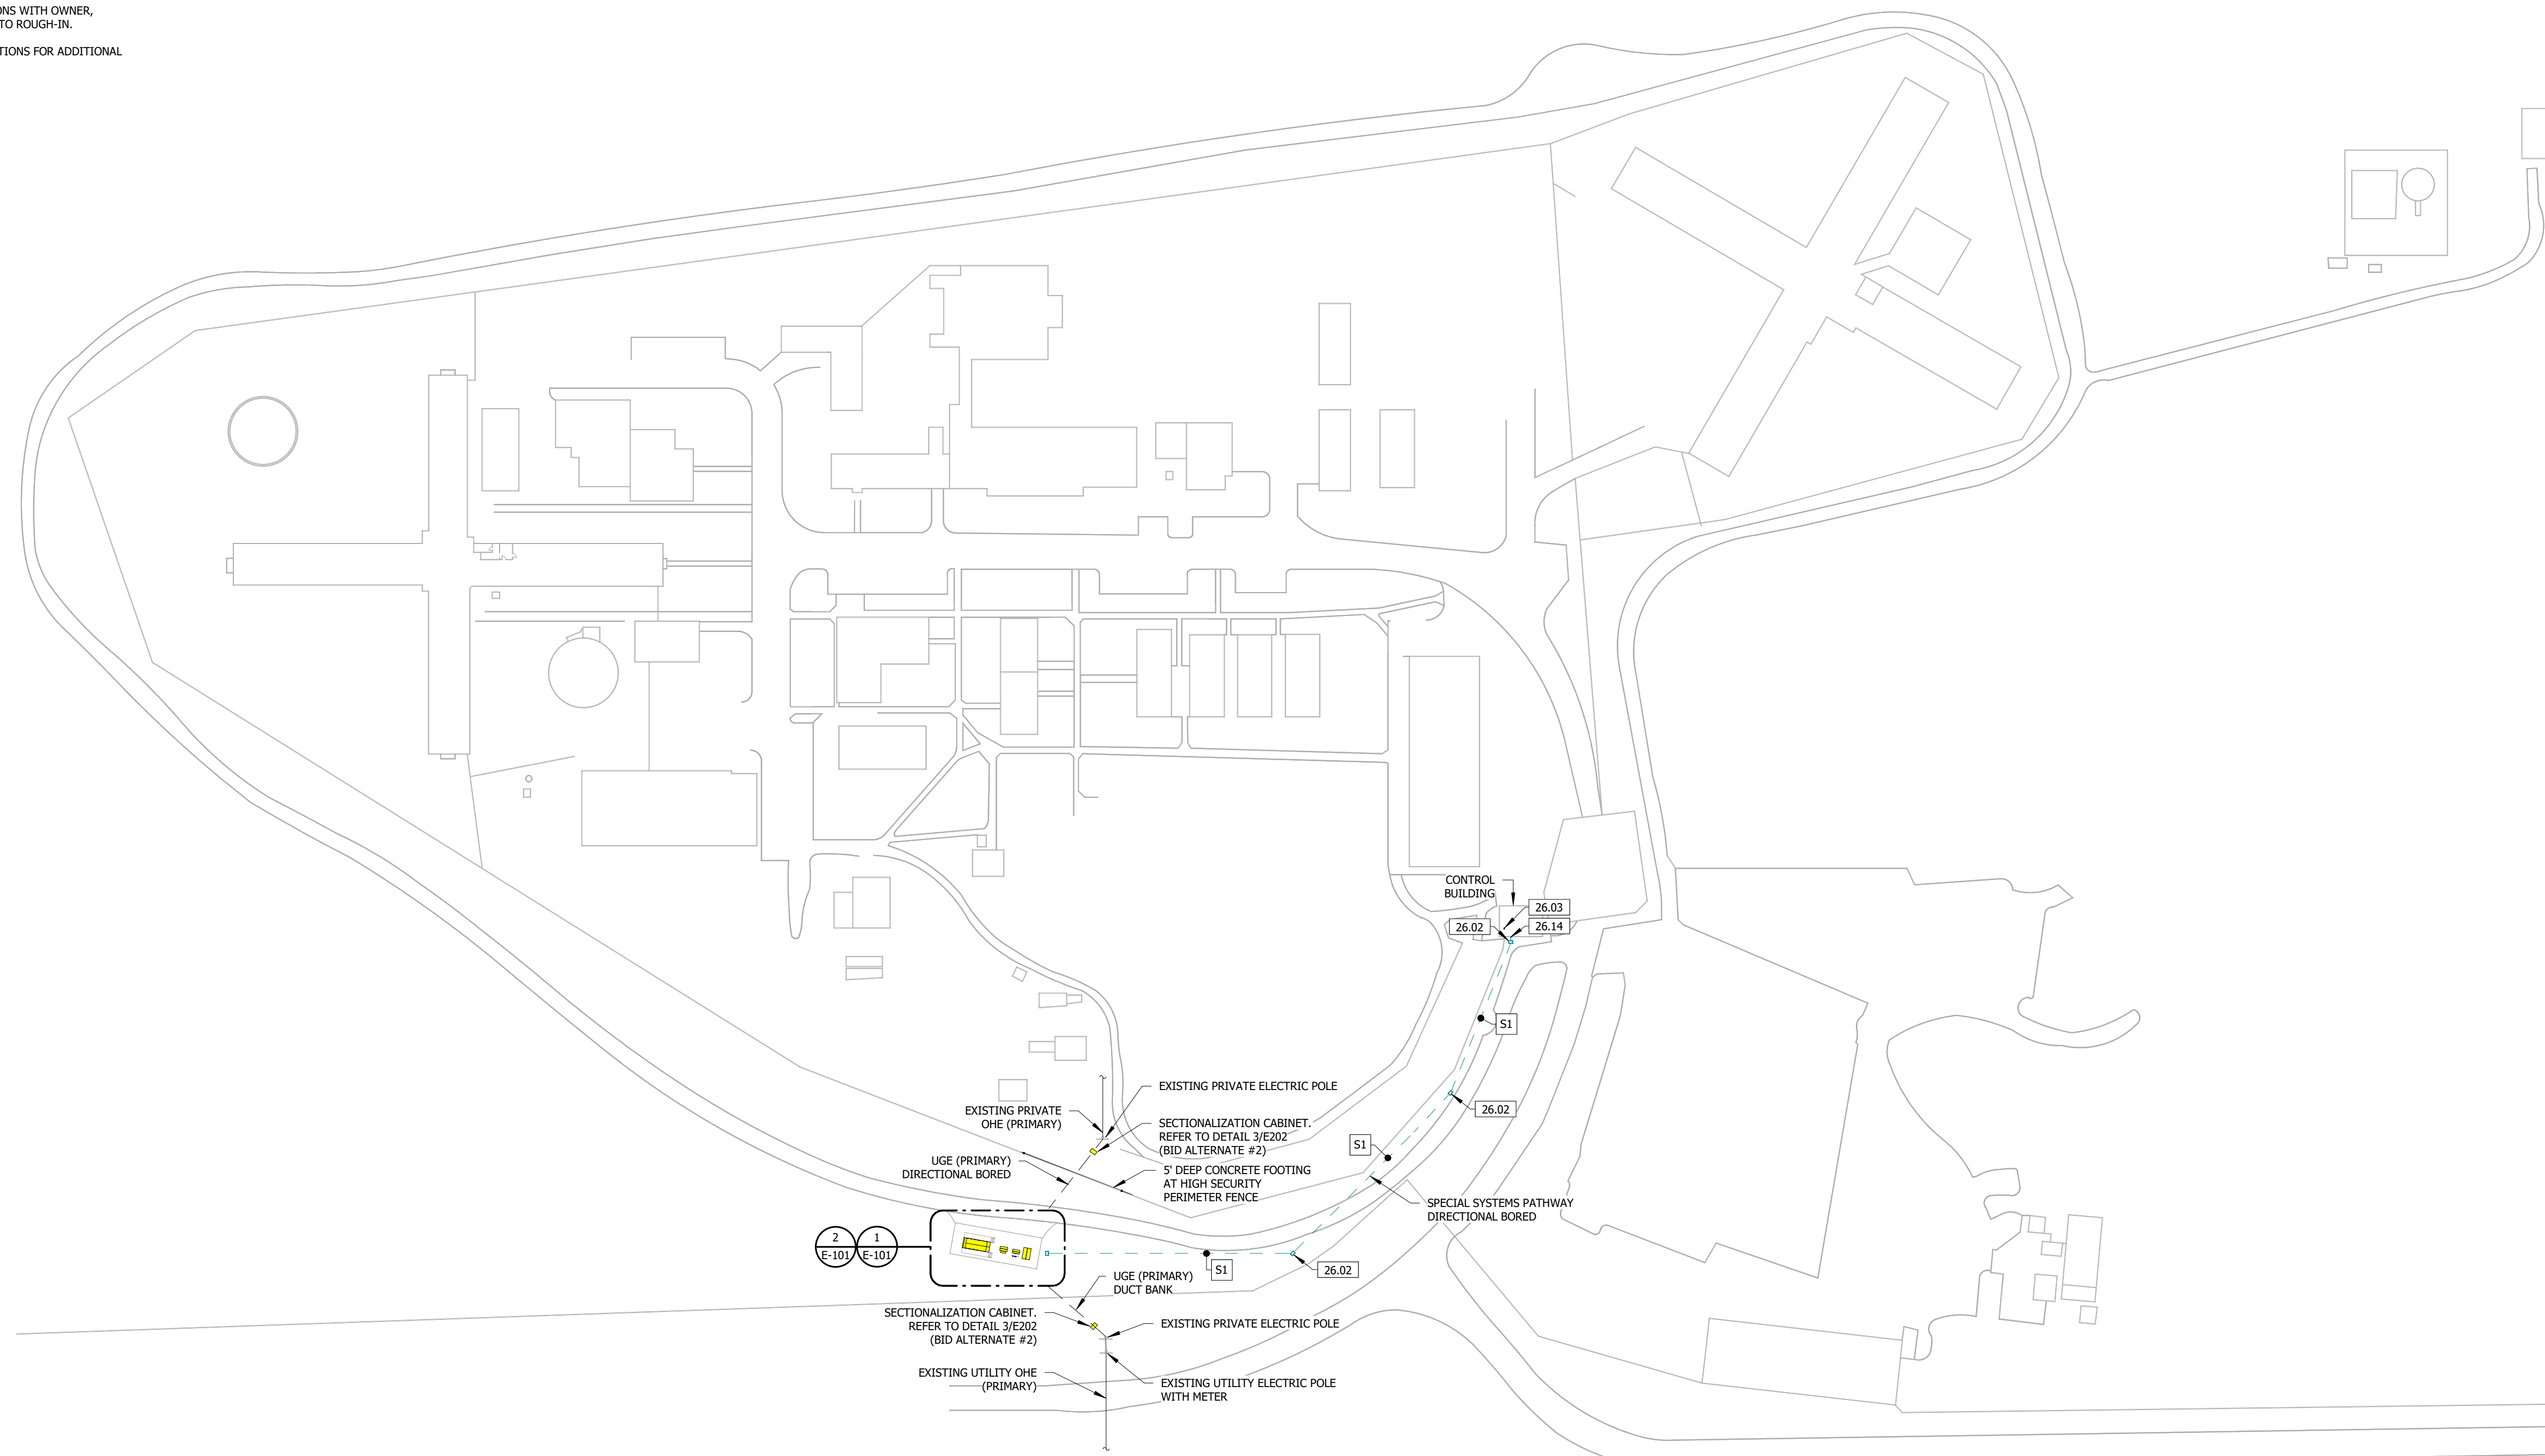 ONS WITH OWNER,
TO ROUGH-IN.
TIONS FOR ADDITIONAL
CONTROL
BUILDING
26.03
26.02
26.14
S1
26.02
S1
EXISTING PRIVATE ELECTRIC POLE
EXISTING PRIVATE
OHE (PRIMARY)
SECTIONALIZATION CABINET.
REFER TO DETAIL 3/E202
(BID ALTERNATE #2)
UGE (PRIMARY)
DIRECTIONAL BORED
5' DEEP CONCRETE FOOTING
AT HIGH SECURITY
PERIMETER FENCE
SPECIAL SYSTEMS PATHWAY
DIRECTIONAL BORED
2
E-101
1
E-101
S1
26.02
UGE (PRIMARY)
DUCT BANK
SECTIONALIZATION CABINET.
REFER TO DETAIL 3/E202
(BID ALTERNATE #2)
EXISTING PRIVATE ELECTRIC POLE
EXISTING UTILITY OHE
(PRIMARY)
EXISTING UTILITY ELECTRIC POLE
WITH METER